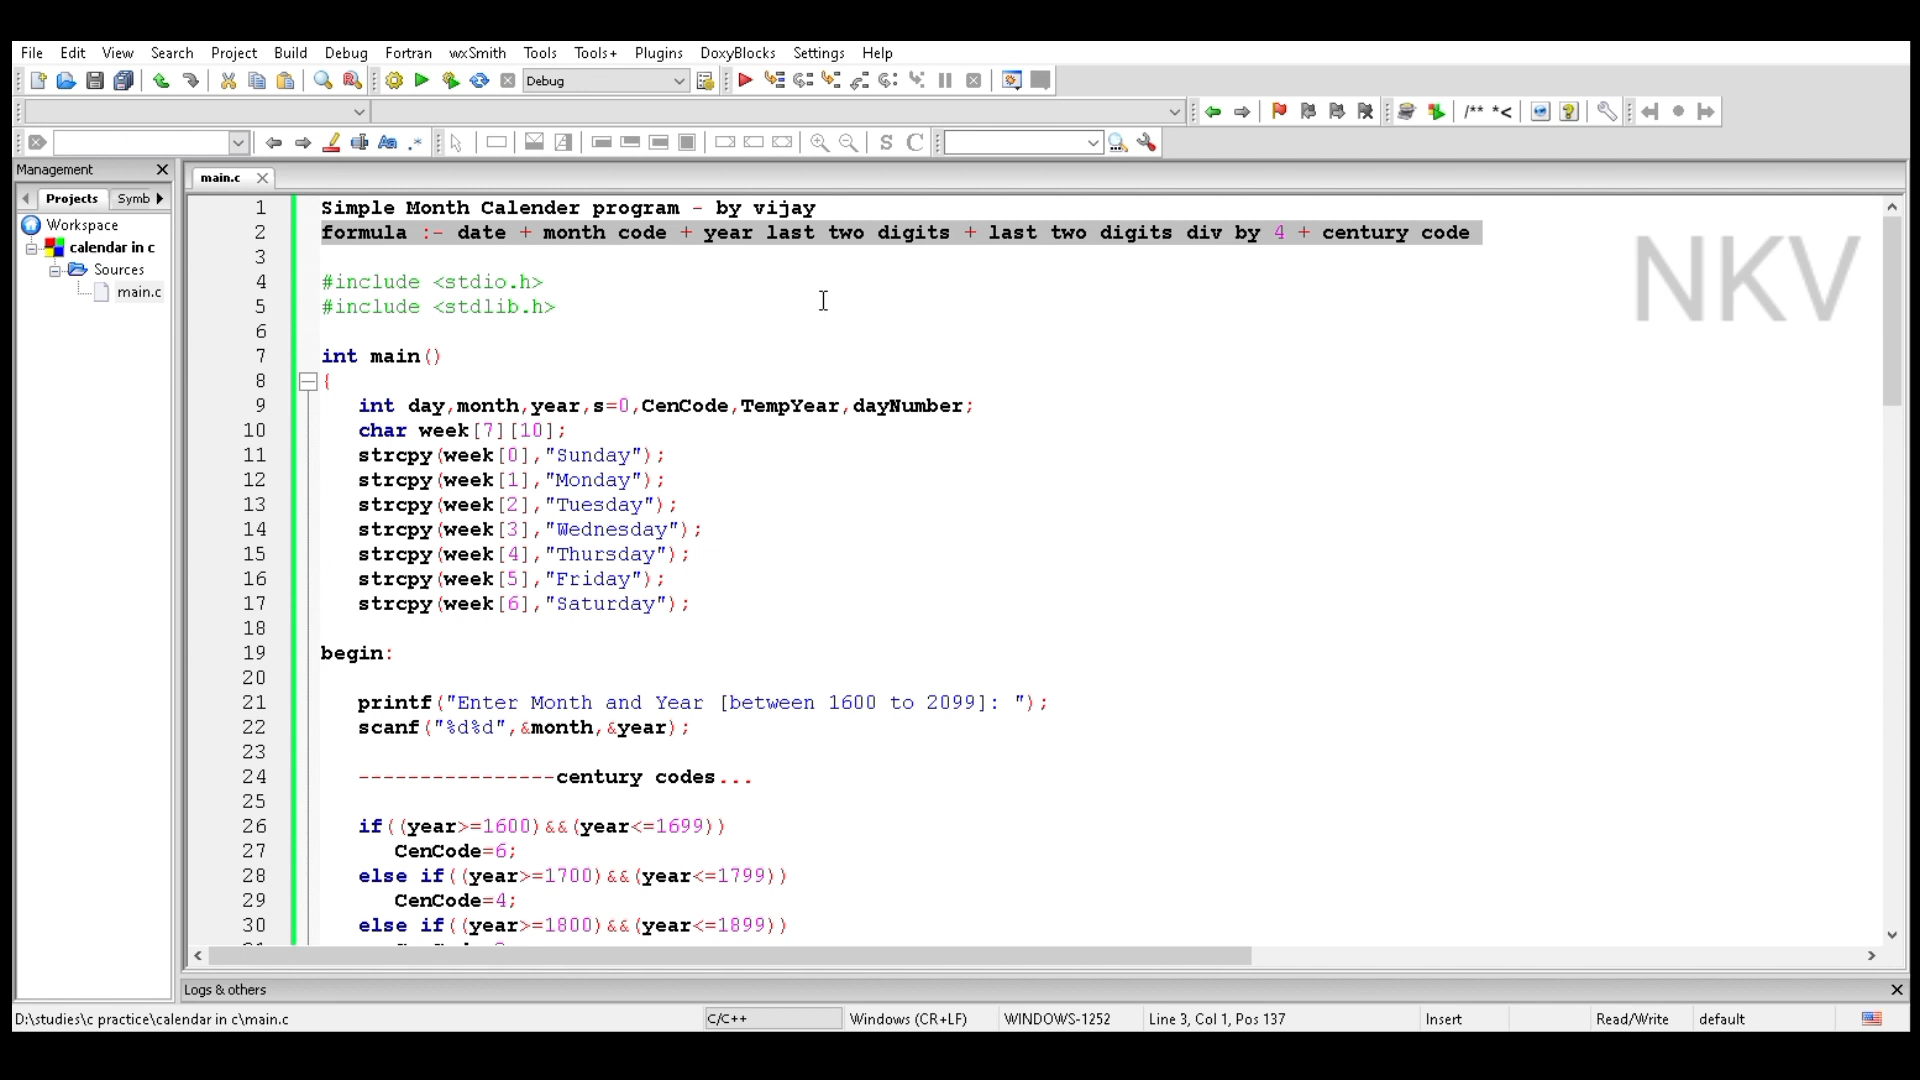 File Edit View Search Project Build Debug Fortran wxSmith Tools Tools+ Plugins DoxyBlocks Settings Help
Debug
/** *<
Aa .* S C
Management
main.c
NKV
Projects Symb
Workspace
calendar in c
Sources
main.c
1 Simple Month Calender program - by vijay
2 formula :- date + month code + year last two digits + last two digits div by 4 + century code
3
4 #include <stdio.h>
5 #include <stdlib.h>
6
7 int main()
8 {
9 int day,month,year,s=0,CenCode,TempYear,dayNumber;
10 char week[7][10];
11 strcpy(week[0],"Sunday");
12 strcpy(week[1],"Monday");
13 strcpy(week[2],"Tuesday");
14 strcpy(week[3],"Wednesday");
15 strcpy(week[4],"Thursday");
16 strcpy(week[5],"Friday");
17 strcpy(week[6],"Saturday");
18
19 begin:
20
21 printf("Enter Month and Year [between 1600 to 2099]: ");
22 scanf("%d%d",&month,&year);
23
24 ----------------century codes...
25
26 if((year>=1600)&&(year<=1699))
27 CenCode=6;
28 else if((year>=1700)&&(year<=1799))
29 CenCode=4;
30 else if((year>=1800)&&(year<=1899))
Logs & others
D:\studies\c practice\calendar in c\main.c C/C++ Windows (CR+LF) WINDOWS-1252 Line 3, Col 1, Pos 137 Insert Read/Write default